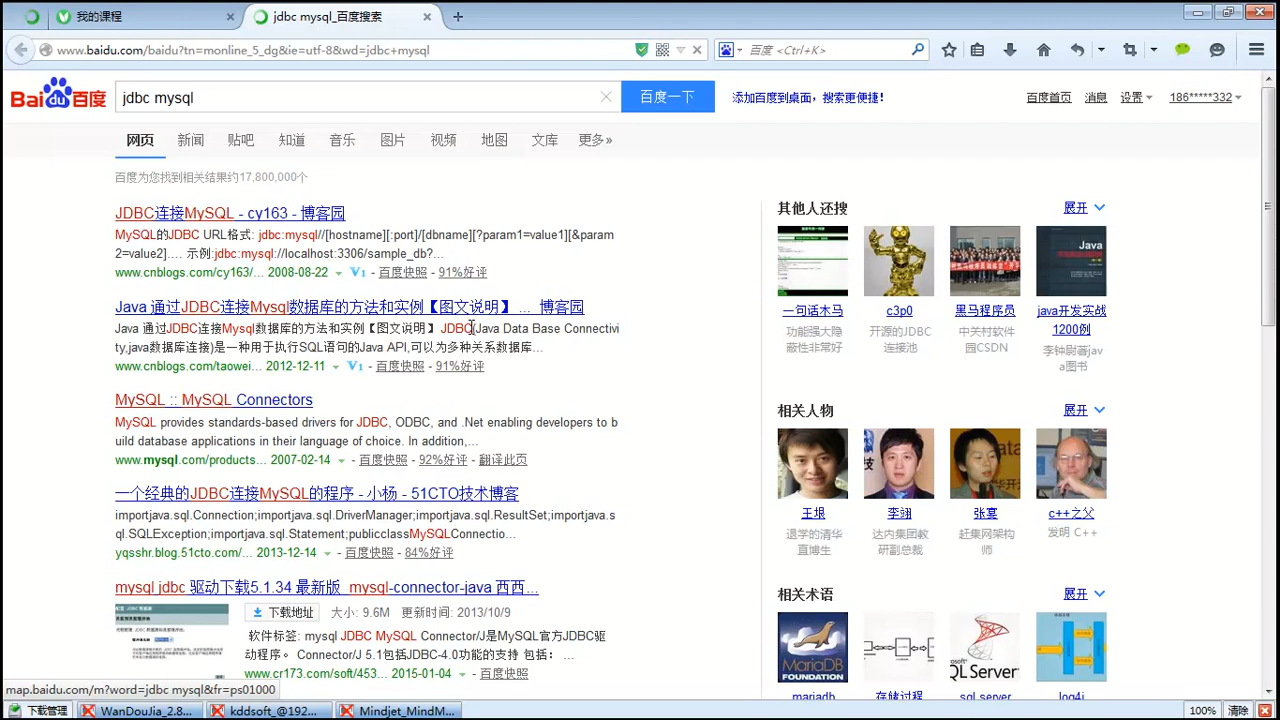 我的课程
jdbc mysql_百度搜索
www.baidu.com/baidu?tn=monline_5_dg&ie=utf-8&wd=jdbc+mysql
百度 <Ctrl+K>
Bai du 百度
jdbc mysql
百度一下
添加百度到桌面，搜索更便捷！
百度首页 消息 设置 186*****332
网页 新闻 贴吧 知道 音乐 图片 视频 地图 文库 更多»
百度为您找到相关结果约17,800,000个
JDBC连接MySQL - cy163 - 博客园
MySQL的JDBC URL格式: jdbc:mysql//[hostname][:port]/[dbname][?param1=value1][&param
2=value2].... 示例:jdbc:mysql://localhost:3306/sample_db?...
www.cnblogs.com/cy163/... 2008-08-22 V1 - 百度快照 - 91%好评
Java 通过JDBC连接Mysql数据库的方法和实例【图文说明】 ... 博客园
Java 通过JDBC连接Mysql数据库的方法和实例【图文说明】 JDBC(Java Data Base Connectivi
ty,java数据库连接)是一种用于执行SQL语句的Java API,可以为多种关系数据库...
www.cnblogs.com/taowei... 2012-12-11 V1 - 百度快照 - 91%好评
MySQL :: MySQL Connectors
MySQL provides standards-based drivers for JDBC, ODBC, and .Net enabling developers to b
uild database applications in their language of choice. In addition,...
www.mysql.com/products... 2007-02-14 - 百度快照 - 92%好评 - 翻译此页
一个经典的JDBC连接MySQL的程序 - 小杨 - 51CTO技术博客
importjava.sql.Connection;importjava.sql.DriverManager;importjava.sql.ResultSet;importjava.s
ql.SQLException;importjava.sql.Statement;publicclassMySQLConnectio...
yqsshr.blog.51cto.com/... 2013-12-14 - 百度快照 - 84%好评
mysql jdbc 驱动下载5.1.34 最新版 mysql-connector-java 西西...
下载地址 大小: 9.6M 更新时间: 2013/10/9
软件标签: mysql JDBC MySQL Connector/J是MySQL官方JDBC驱
动程序。 Connector/J 5.1包括JDBC-4.0功能的支持 包括： ...
www.cr173.com/soft/453... 2015-01-04 - 百度快照
其他人还搜 展开
Java
一句话木马 c3p0 黑马程序员 java开发实战
1200例
功能强大隐
蔽性非常好
开源的JDBC
连接池
中关村软件
园CSDN
李钟尉著jav
a图书
相关人物 展开
王垠 李翊 张宴 c++之父
退学的清华
直博生
达内集团教
研副总裁
赶集网架构
师
发明 C++
相关术语 展开
MariaDB
FOUNDATION
SQL Server
mariadb 存储过程 sql server log4j
map.baidu.com/m?word=jdbc mysql&fr=ps01000
下载管理 WanDouJia_2.8... kddsoft_@192... Mindjet_MindM... 100% 清除